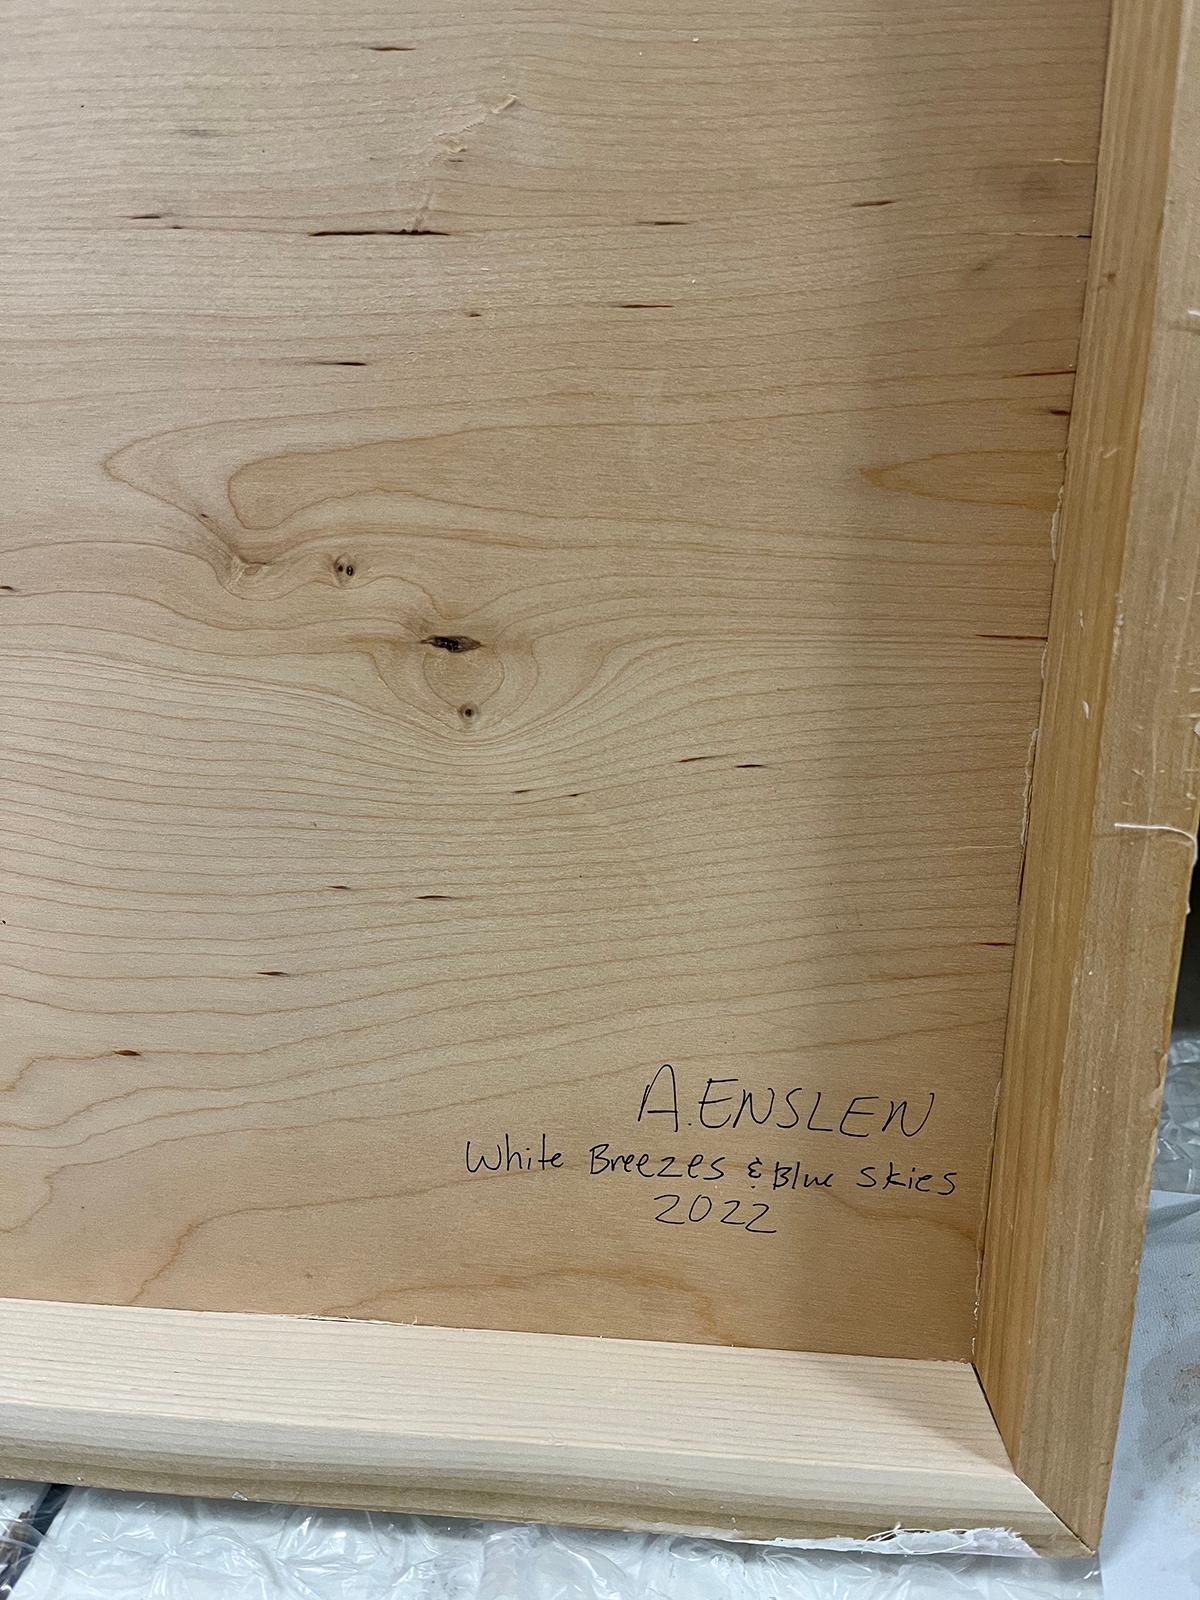 A.ENSLEN
White Breezes & Blue Skies
2022